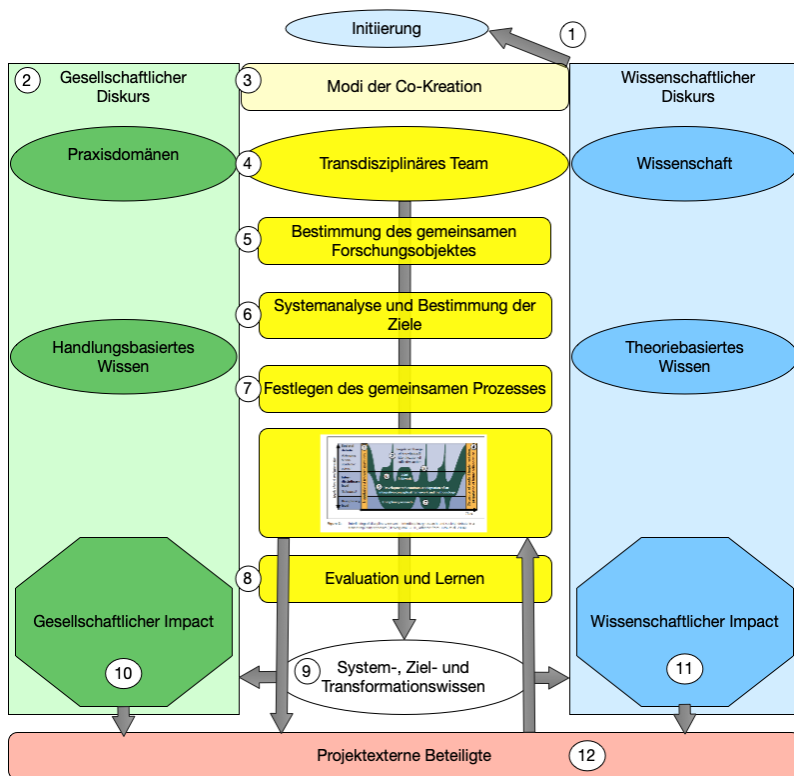 Initiierung
1
2
Gesellschaftlicher
Diskurs
3
Modi der Co-Kreation
Wissenschaftlicher
Diskurs
Praxisdomänen
4
Transdisziplinäres Team
Wissenschaft
5
Bestimmung des gemeinsamen
Forschungsobjektes
6
Systemanalyse und Bestimmung der
Ziele
Handlungsbasiertes
Wissen
Theoriebasiertes
Wissen
7
Festlegen des gemeinsamen Prozesses
8
Evaluation und Lernen
Gesellschaftlicher Impact
10
9
System-, Ziel- und
Transformationswissen
Wissenschaftlicher Impact
11
Projektexterne Beteiligte
12